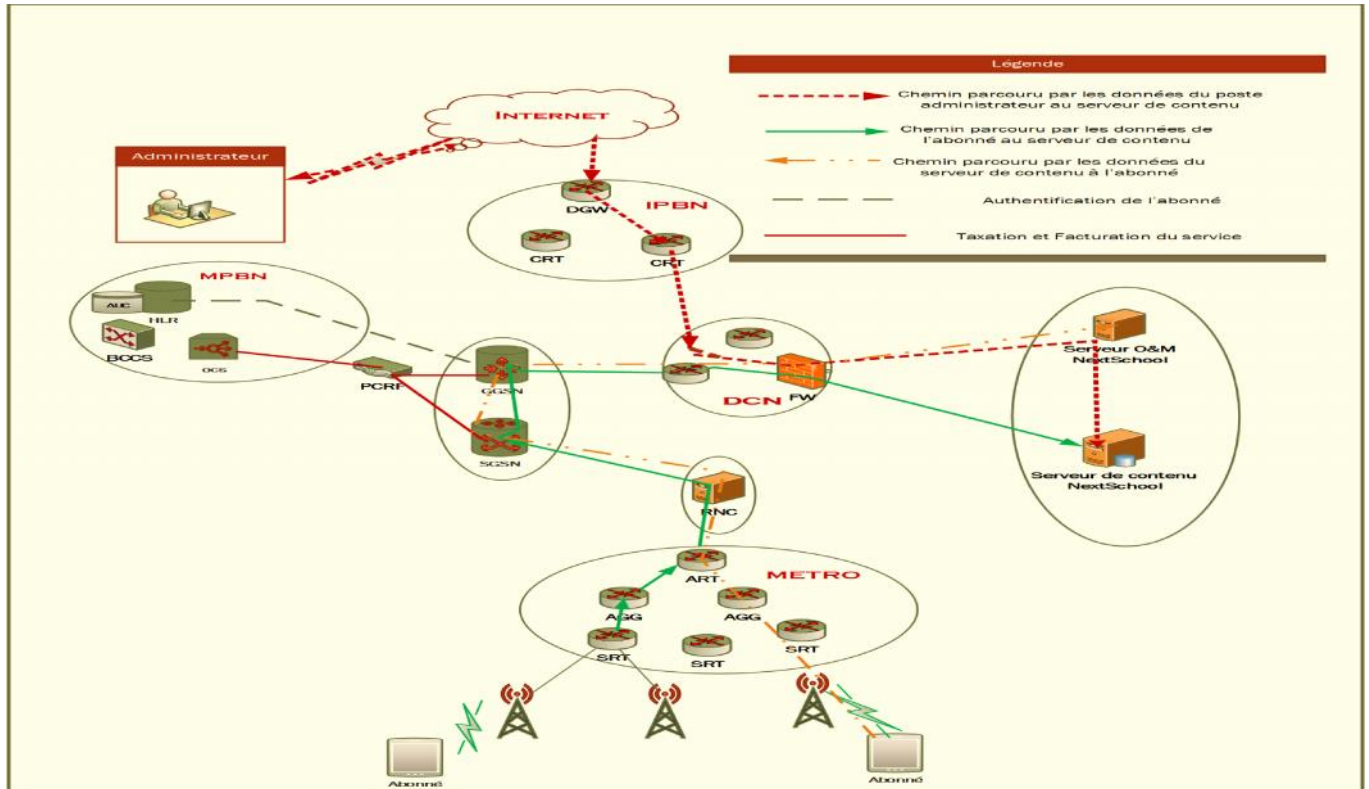 Légende
Chemin parcouru par les données du poste
administrateur au serveur de contenu
Chemin parcouru par les données de
l'abonné au serveur de contenu
Chemin parcouru par les données du
serveur de contenu à l'abonné
Authentification de l'abonné
Taxation et Facturation du service
INTERNET
Administrateur
DGW
IPBN
CRT
CRT
MPBN
AUC
HLR
BCCS
OCS
PCRF
GGSN
SGSN
DCN
FW
Serveur O&M
NextSchool
Serveur de contenu
NextSchool
RNC
ART
METRO
AGG
AGG
SRT
SRT
SRT
Abonné
Abonné